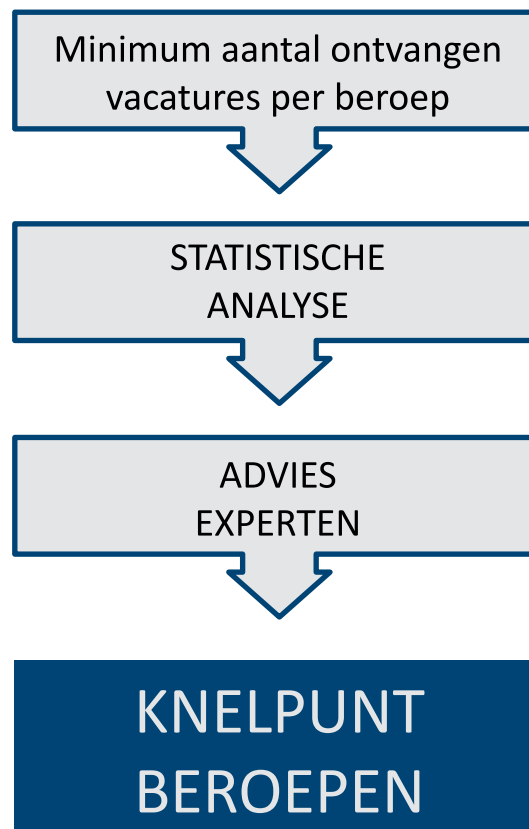 Minimum aantal ontvangen
vacatures per beroep
STATISTISCHE
ANALYSE
ADVIES
EXPERTEN
KNELPUNT
BEROEPEN